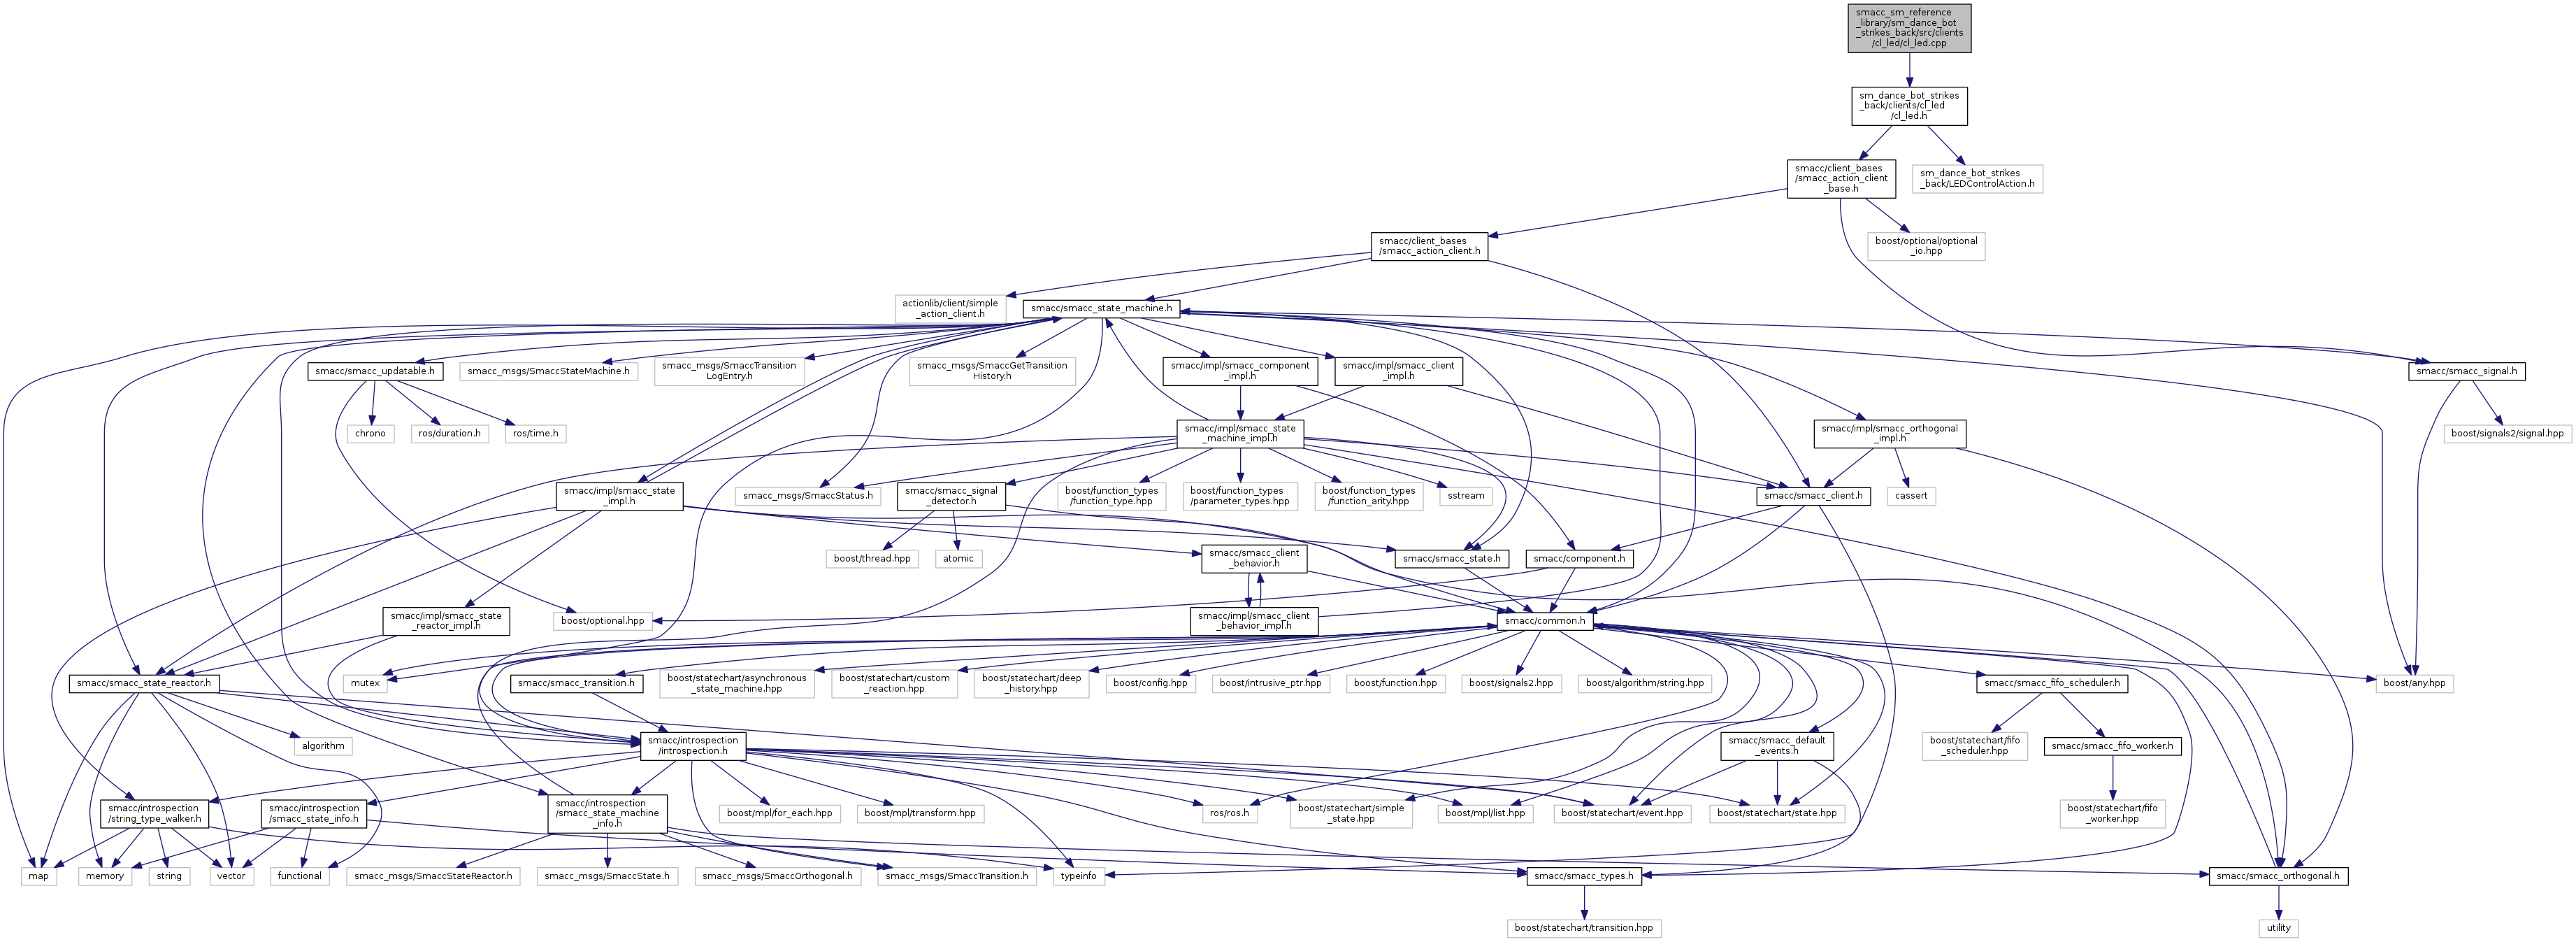 smacc_sm_reference
_library/sm_dance_bot
_strikes_back/src/clients
/cl_led/cl_led.cpp
sm_dance_bot_strikes
_back/clients/cl_led
/cl_led.h
smacc/client_bases
/smacc_action_client
_base.h
sm_dance_bot_strikes
_back/LEDControlAction.h
smacc/client_bases
/smacc_action_client.h
boost/optional/optional
_io.hpp
actionlib/client/simple
_action_client.h
smacc/smacc_state_machine.h
smacc/smacc_updatable.h
smacc_msgs/SmaccStateMachine.h
smacc_msgs/SmaccTransition
LogEntry.h
smacc_msgs/SmaccGetTransition
History.h
smacc/impl/smacc_component
_impl.h
smacc/impl/smacc_client
_impl.h
smacc/smacc_signal.h
chrono
ros/duration.h
ros/time.h
smacc/impl/smacc_state
_machine_impl.h
smacc/impl/smacc_orthogonal
_impl.h
boost/signals2/signal.hpp
smacc/impl/smacc_state
_impl.h
smacc_msgs/SmaccStatus.h
smacc/smacc_signal
_detector.h
boost/function_types
/function_type.hpp
boost/function_types
/parameter_types.hpp
boost/function_types
/function_arity.hpp
sstream
smacc/smacc_client.h
cassert
boost/thread.hpp
atomic
smacc/smacc_client
_behavior.h
smacc/smacc_state.h
smacc/component.h
smacc/impl/smacc_state
_reactor_impl.h
boost/optional.hpp
smacc/impl/smacc_client
_behavior_impl.h
smacc/common.h
smacc/smacc_state_reactor.h
mutex
smacc/smacc_transition.h
boost/statechart/asynchronous
_state_machine.hpp
boost/statechart/custom
_reaction.hpp
boost/statechart/deep
_history.hpp
boost/config.hpp
boost/intrusive_ptr.hpp
boost/function.hpp
boost/signals2.hpp
boost/algorithm/string.hpp
smacc/smacc_fifo_scheduler.h
boost/any.hpp
algorithm
smacc/introspection
/introspection.h
smacc/smacc_default
_events.h
boost/statechart/fifo
_scheduler.hpp
smacc/smacc_fifo_worker.h
smacc/introspection
/string_type_walker.h
smacc/introspection
/smacc_state_info.h
smacc/introspection
/smacc_state_machine
_info.h
boost/mpl/for_each.hpp
boost/mpl/transform.hpp
ros/ros.h
boost/statechart/simple
_state.hpp
boost/mpl/list.hpp
boost/statechart/event.hpp
boost/statechart/state.hpp
boost/statechart/fifo
_worker.hpp
map
memory
string
vector
functional
smacc_msgs/SmaccStateReactor.h
smacc_msgs/SmaccState.h
smacc_msgs/SmaccOrthogonal.h
smacc_msgs/SmaccTransition.h
typeinfo
smacc/smacc_types.h
smacc/smacc_orthogonal.h
boost/statechart/transition.hpp
utility